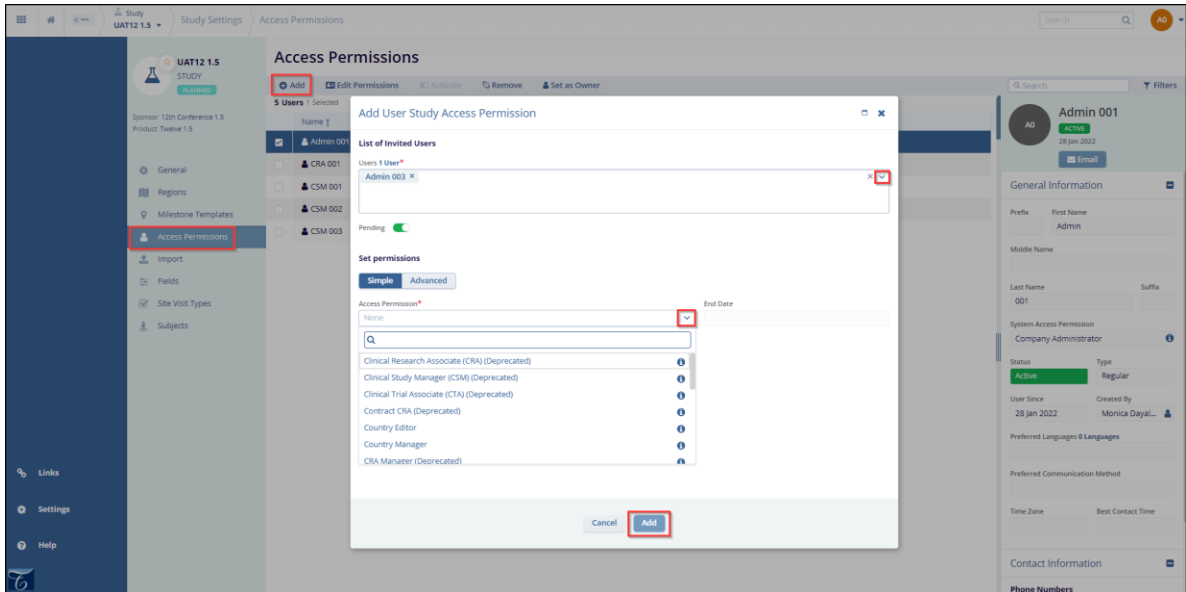 Study
UAT12 1.5
Study Settings
Access Permissions
Search
A0
UAT12 1.5
STUDY
PLANNED
Sponsor 12th Conference 1.5
Product Twelve 1.5
General
Regions
Milestone Templates
Access Permissions
Import
Fields
Site Visit Types
Subjects
Links
Settings
Help
Access Permissions
Add
Edit Permissions
Activate
Remove
Set as Owner
Search
Filters
5 Users 1 Selected
Name
Admin 001
CRA 001
CSM 001
CSM 002
CSM 003
Add User Study Access Permission
List of Invited Users
Users 1 User*
Admin 003 ×
Pending
Set permissions
Simple
Advanced
Access Permission*
End Date
None
Clinical Research Associate (CRA) (Deprecated)
Clinical Study Manager (CSM) (Deprecated)
Clinical Trial Associate (CTA) (Deprecated)
Contract CRA (Deprecated)
Country Editor
Country Manager
CRA Manager (Deprecated)
Cancel
Add
A0
Admin 001
ACTIVE
28 Jan 2022
Email
General Information
Prefix First Name
Admin
Middle Name
Last Name Suffix
001
System Access Permission
Company Administrator
Status Type
Active Regular
User Since Created By
28 Jan 2022 Monica Dayal...
Preferred Languages 0 Languages
Preferred Communication Method
Time Zone Best Contact Time
Contact Information
Phone Numbers